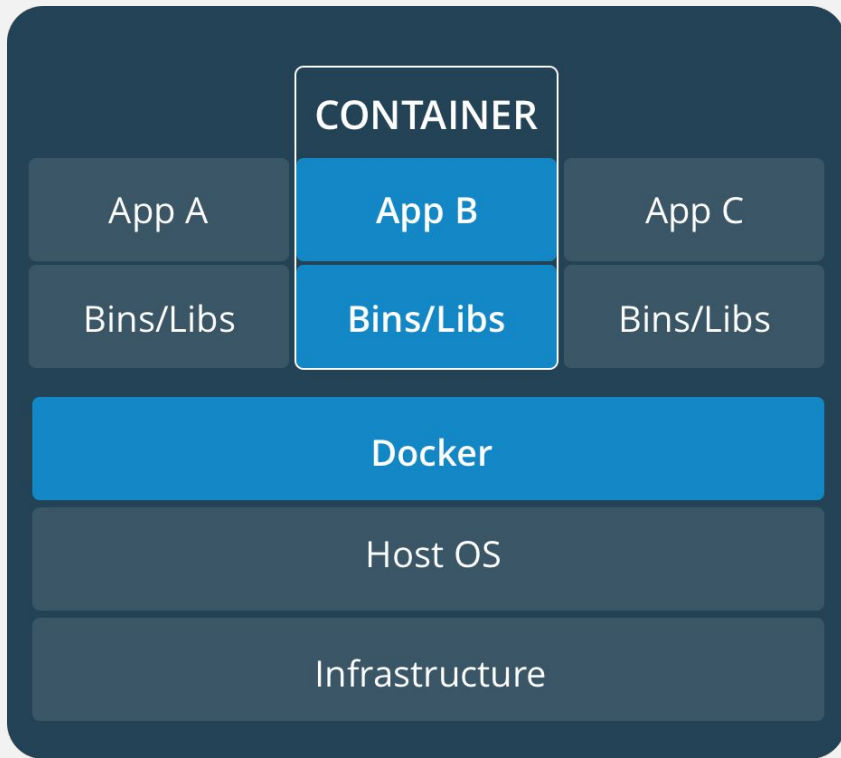 CONTAINER
App A
App B
App C
Bins/Libs
Bins/Libs
Bins/Libs
Docker
Host OS
Infrastructure